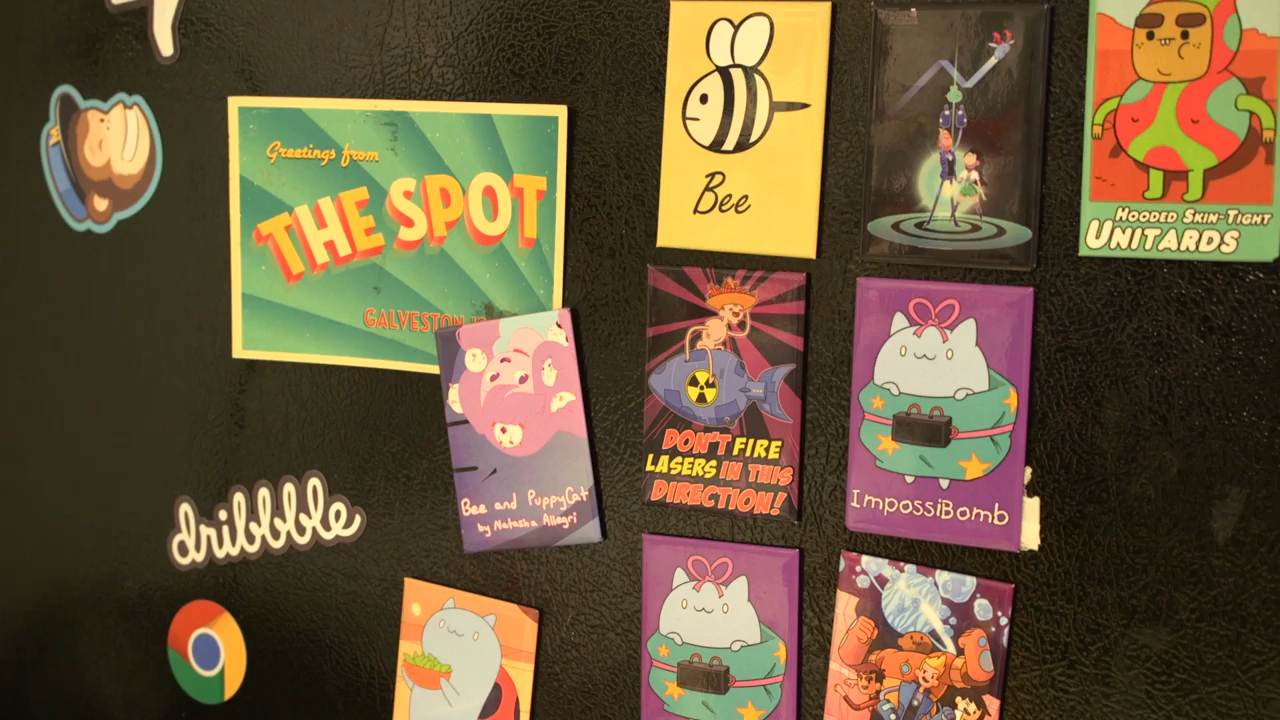 Greetings from
THE SPOT
GALVESTON
Bee
HOODED SKIN-TIGHT
UNITARDS
DON'T FIRE
LASERS IN THIS
DIRECTION!
ImpossiBomb
Bee and PuppyCat
by Natasha Allegri
dribbble